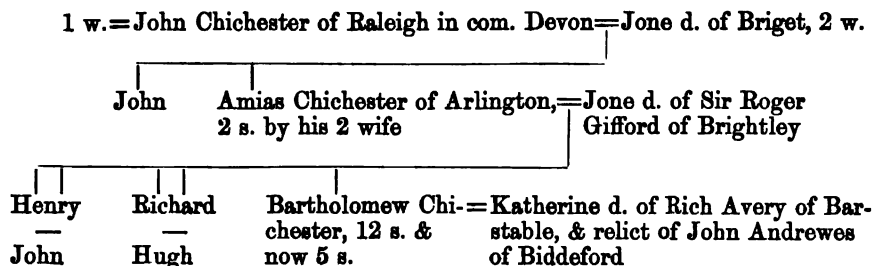 1 w.=John Chichester of Raleigh in com. Devon=Jone d. of Briget, 2 w.
John Amias Chichester of Arlington,=Jone d. of Sir Roger
2 s. by his 2 wife Gifford of Brightley
Henry Richard Bartholomew Chi-=Katherine d. of Rich Avery of Bar-
— — chester, 12 s. & stable, & relict of John Andrewes
John Hugh now 5 s. of Biddeford